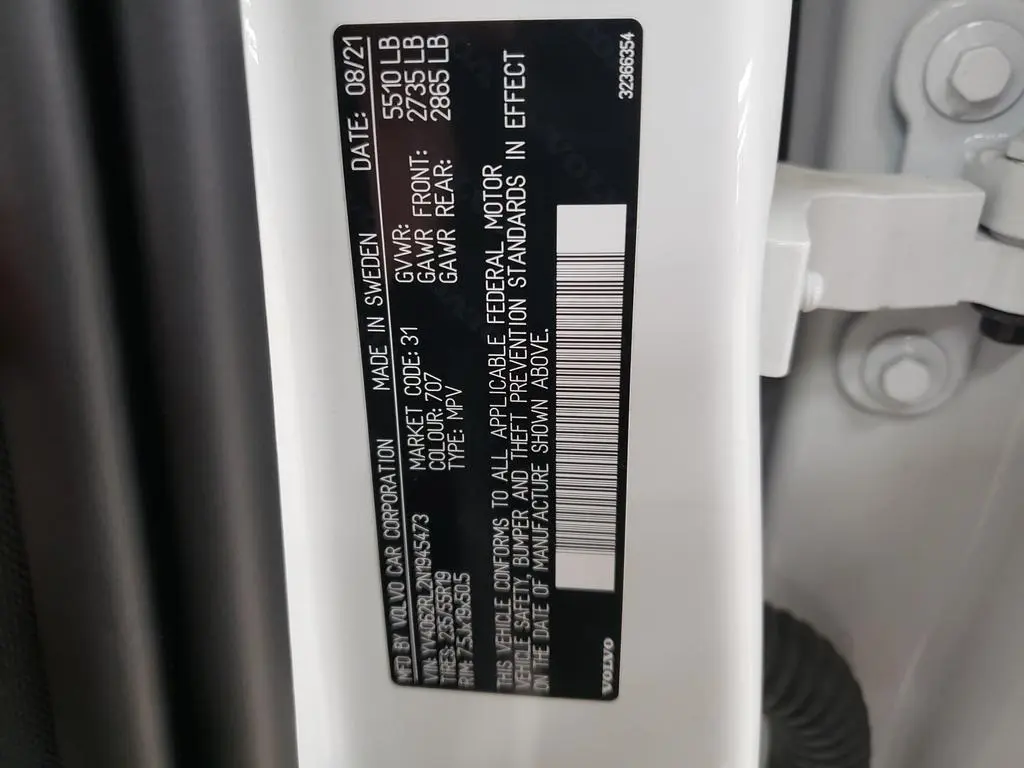 MFD BY VOLVO CAR CORPORATION MADE IN SWEDEN DATE: 08/21
VIN: YV4062RL2N1945473 MARKET CODE: 31 GVWR: 5510 LB
TIRES: 235/55R19 COLOUR: 707 GAWR FRONT: 2735 LB
RIM: 7.5Jx19x50.5 TYPE: MPV GAWR REAR: 2865 LB
THIS VEHICLE CONFORMS TO ALL APPLICABLE FEDERAL MOTOR
VEHICLE SAFETY, BUMPER AND THEFT PREVENTION STANDARDS IN EFFECT
ON THE DATE OF MANUFACTURE SHOWN ABOVE.
VOLVO 32366354